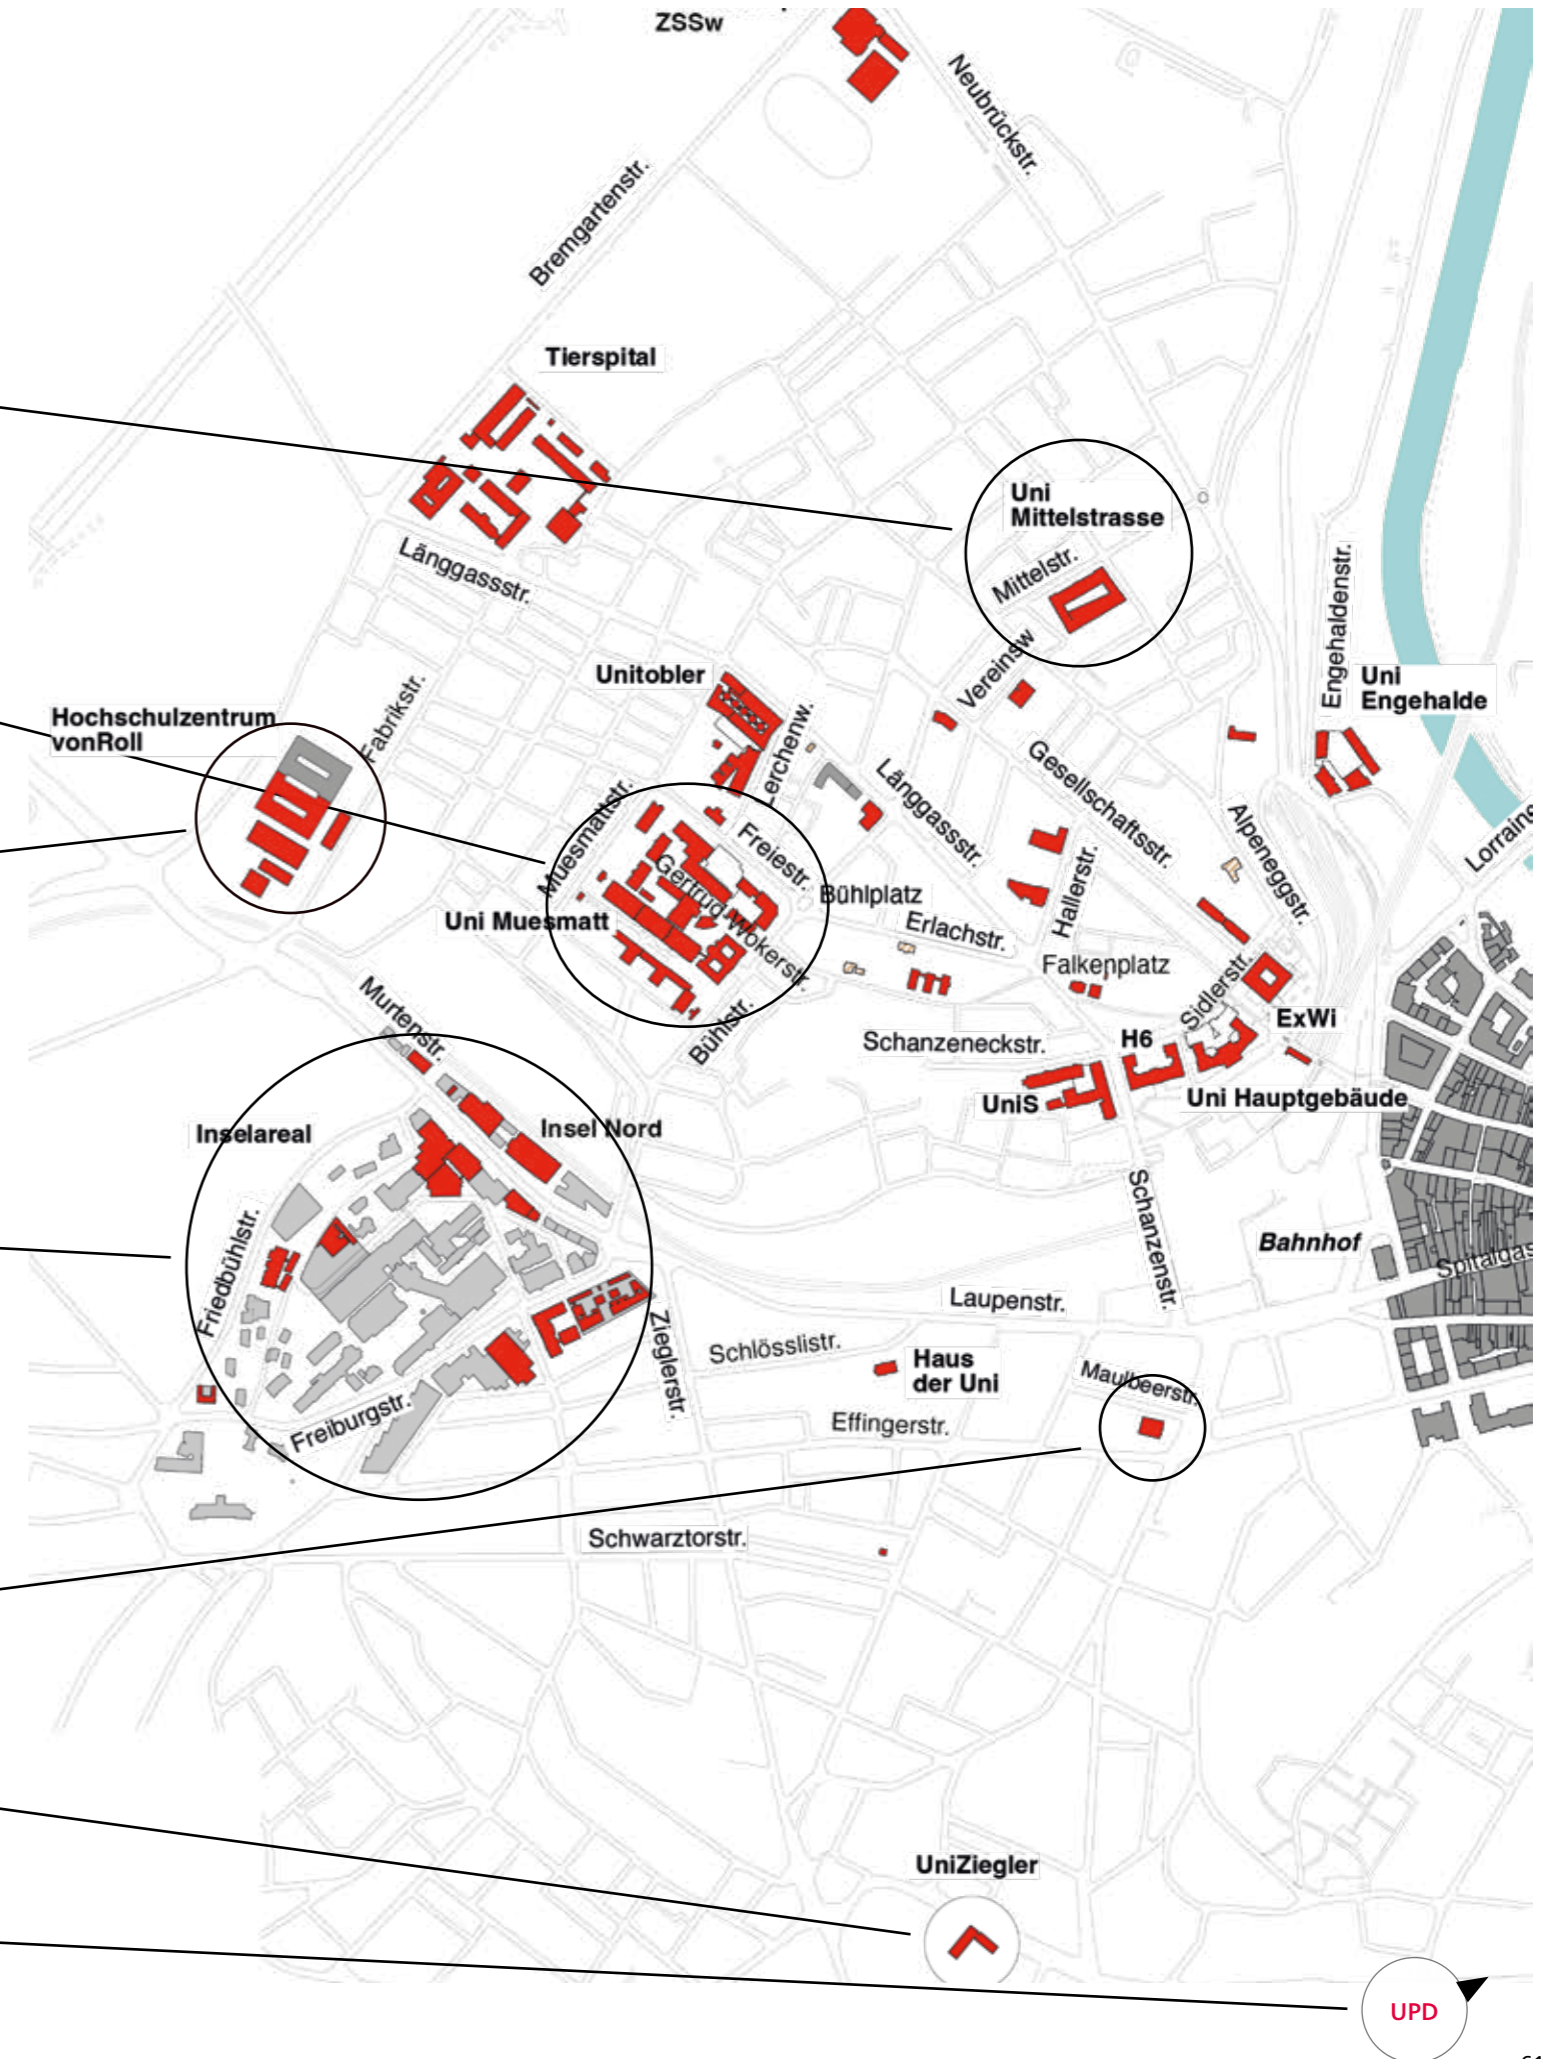 ZSSw
Neubrückstr.
Bremgartenstr.
Tierspital
Uni
Mittelstrasse
Mittelstr.
Länggassstr.
Engehaldenstr.
Vereinsw
Unitobler
Uni
Engehalde
Hochschulzentrum
vonRoll
Fabrikstr.
Lerchenw.
Gesellschaftsstr.
Länggassstr.
Muesmattstr.
Alpeneggstr.
Lorraine
Freiestr.
Gertrud-Wokerstr.
Bühlplatz
Hallerstr.
Uni Muesmatt
Erlachstr.
Falkenplatz
Sidlerstr.
Murtenstr.
Bühlstr.
ExWi
Schanzeneckstr.
H6
UniS
Uni Hauptgebäude
Inselareal
Insel Nord
Schanzenstr.
Friedbühlstr.
Bahnhof
Spitalgas
Laupenstr.
Zieglerstr.
Schlösslistr.
Haus
der Uni
Maulbeerstr.
Freiburgstr.
Effingerstr.
Schwarztorstr.
UniZiegler
UPD